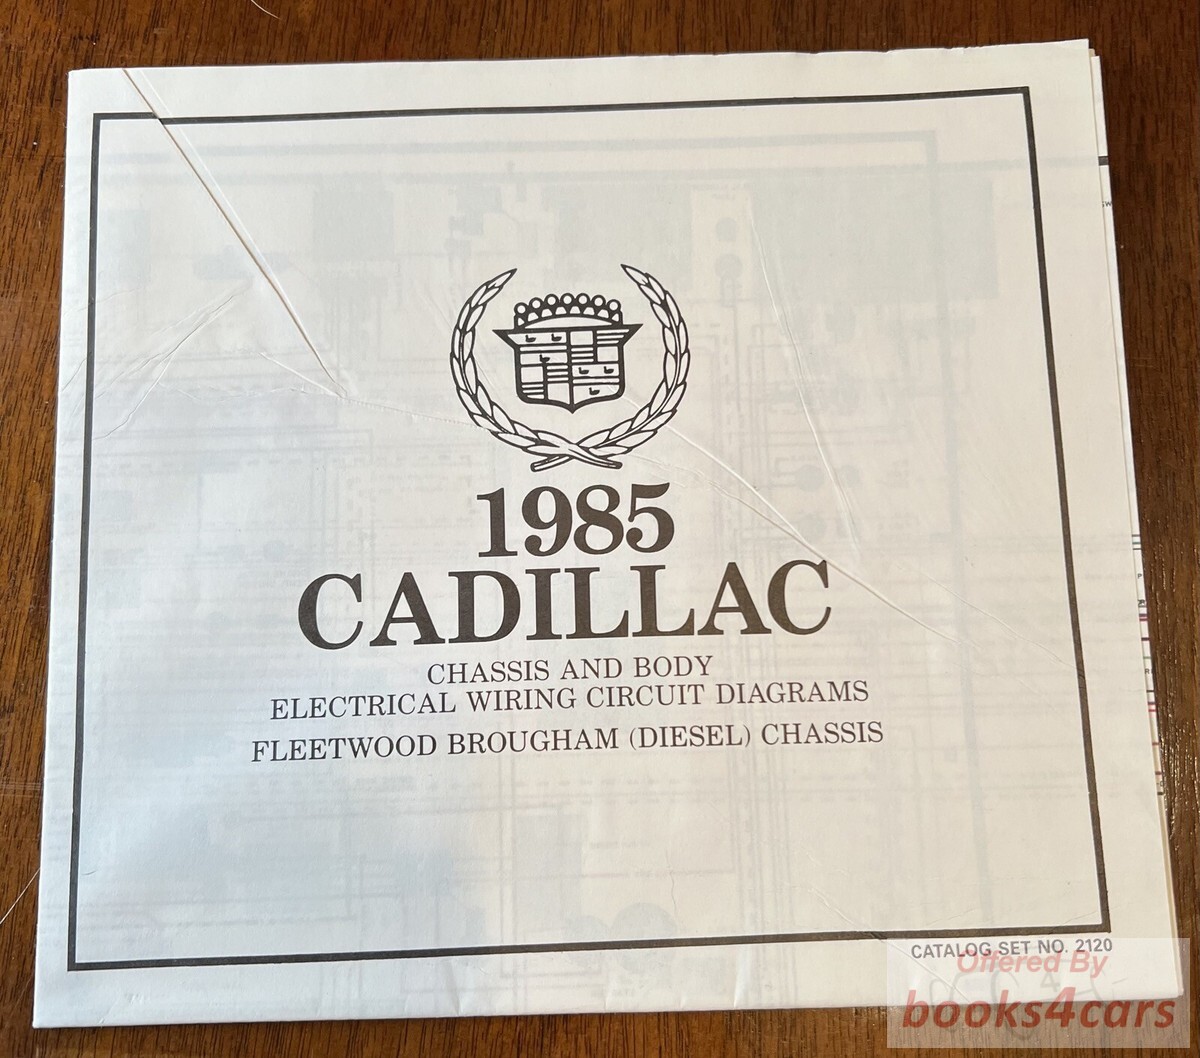 1985
CADILLAC
CHASSIS AND BODY
ELECTRICAL WIRING CIRCUIT DIAGRAMS
FLEETWOOD BROUGHAM (DIESEL) CHASSIS
CATALOG SET NO. 2120
Offered By
books4cars